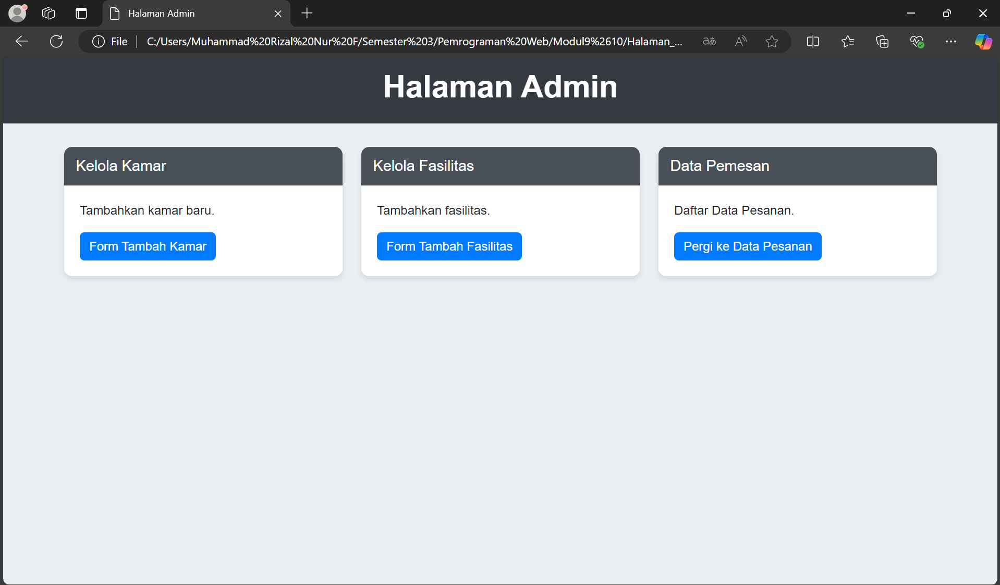 Halaman Admin
File
C:/Users/Muhammad%20Rizal%20Nur%20F/Semester%203/Pemrograman%20Web/Modul9%2610/Halaman_...
aあ
Halaman Admin
Kelola Kamar
Tambahkan kamar baru.
Form Tambah Kamar
Kelola Fasilitas
Tambahkan fasilitas.
Form Tambah Fasilitas
Data Pemesan
Daftar Data Pesanan.
Pergi ke Data Pesanan